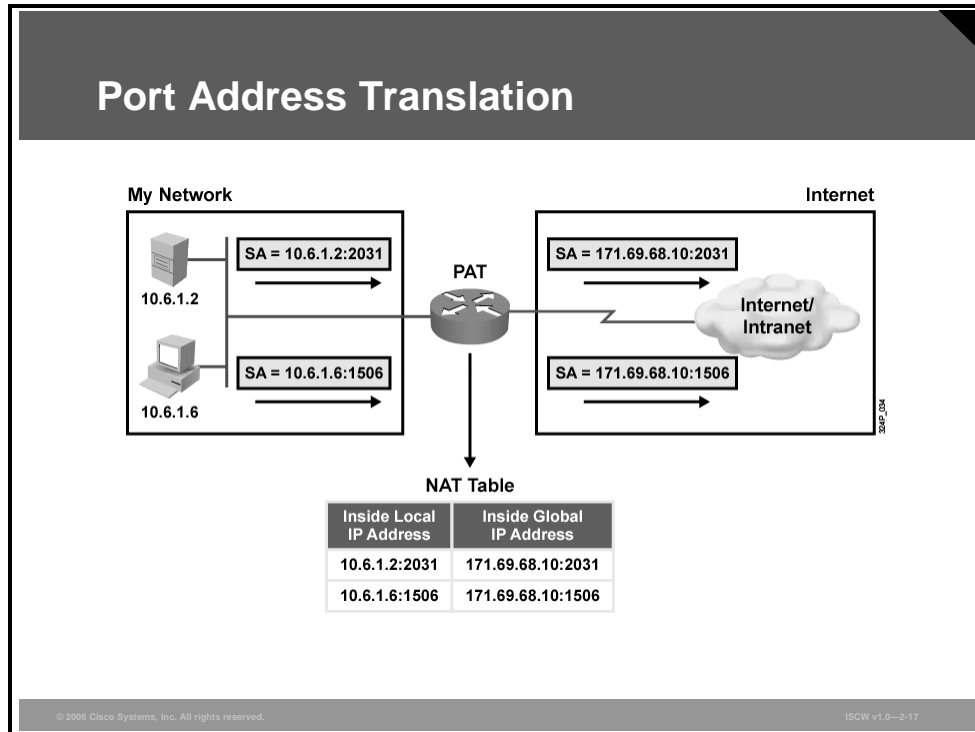 Port Address Translation
My Network
Internet
SA = 10.6.1.2:2031
SA = 171.69.68.10:2031
PAT
10.6.1.2
Internet/
Intranet
SA = 10.6.1.6:1506
SA = 171.69.68.10:1506
10.6.1.6
324P_034
NAT Table
Inside Local
IP Address
Inside Global
IP Address
10.6.1.2:2031
171.69.68.10:2031
10.6.1.6:1506
171.69.68.10:1506
© 2006 Cisco Systems, Inc. All rights reserved.
ISCW v1.0—2-17